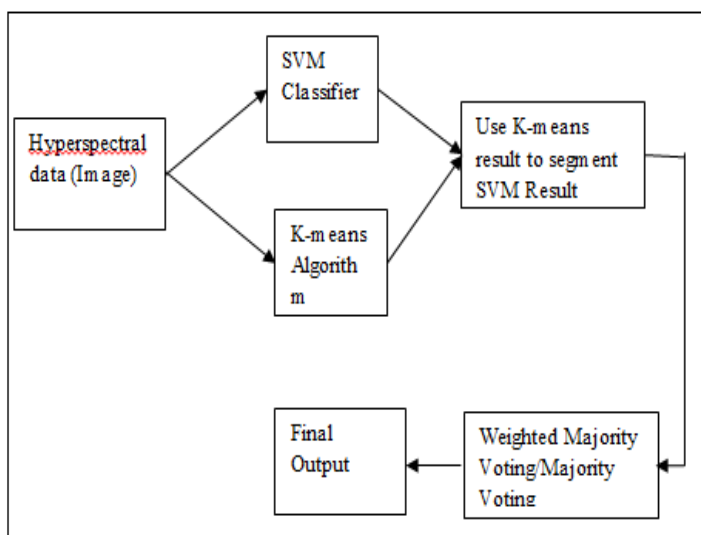 SVM
Classifier
Hyperspectral
data (Image)
Use K-means
result to segment
SVM Result
K-means
Algorith
m
Final
Output
Weighted Majority
Voting/Majority
Voting